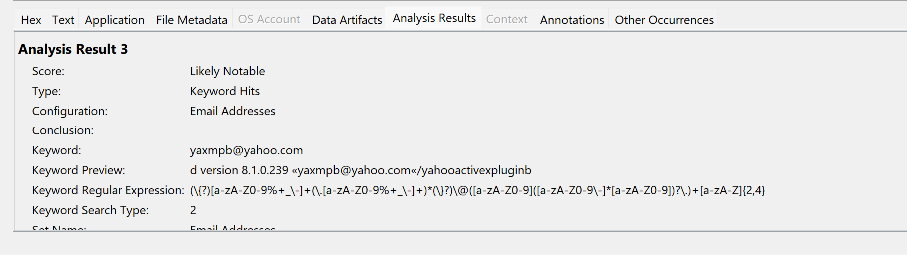 Hex Text Application File Metadata OS Account Data Artifacts Analysis Results Context Annotations Other Occurrences
Analysis Result 3
Score: Likely Notable
Type: Keyword Hits
Configuration: Email Addresses
Conclusion:
Keyword: yaxmpb@yahoo.com
Keyword Preview: d version 8.1.0.239 «yaxmpb@yahoo.com«/yahooactivexpluginb
Keyword Regular Expression: (\{?)[a-zA-Z0-9%+_\-]+(\.[a-zA-Z0-9%+_\-]+)*(\}?)\@([a-zA-Z0-9]([a-zA-Z0-9\-]*[a-zA-Z0-9])?\.)+[a-zA-Z]{2,4}
Keyword Search Type: 2
Set Name: Email Addresses